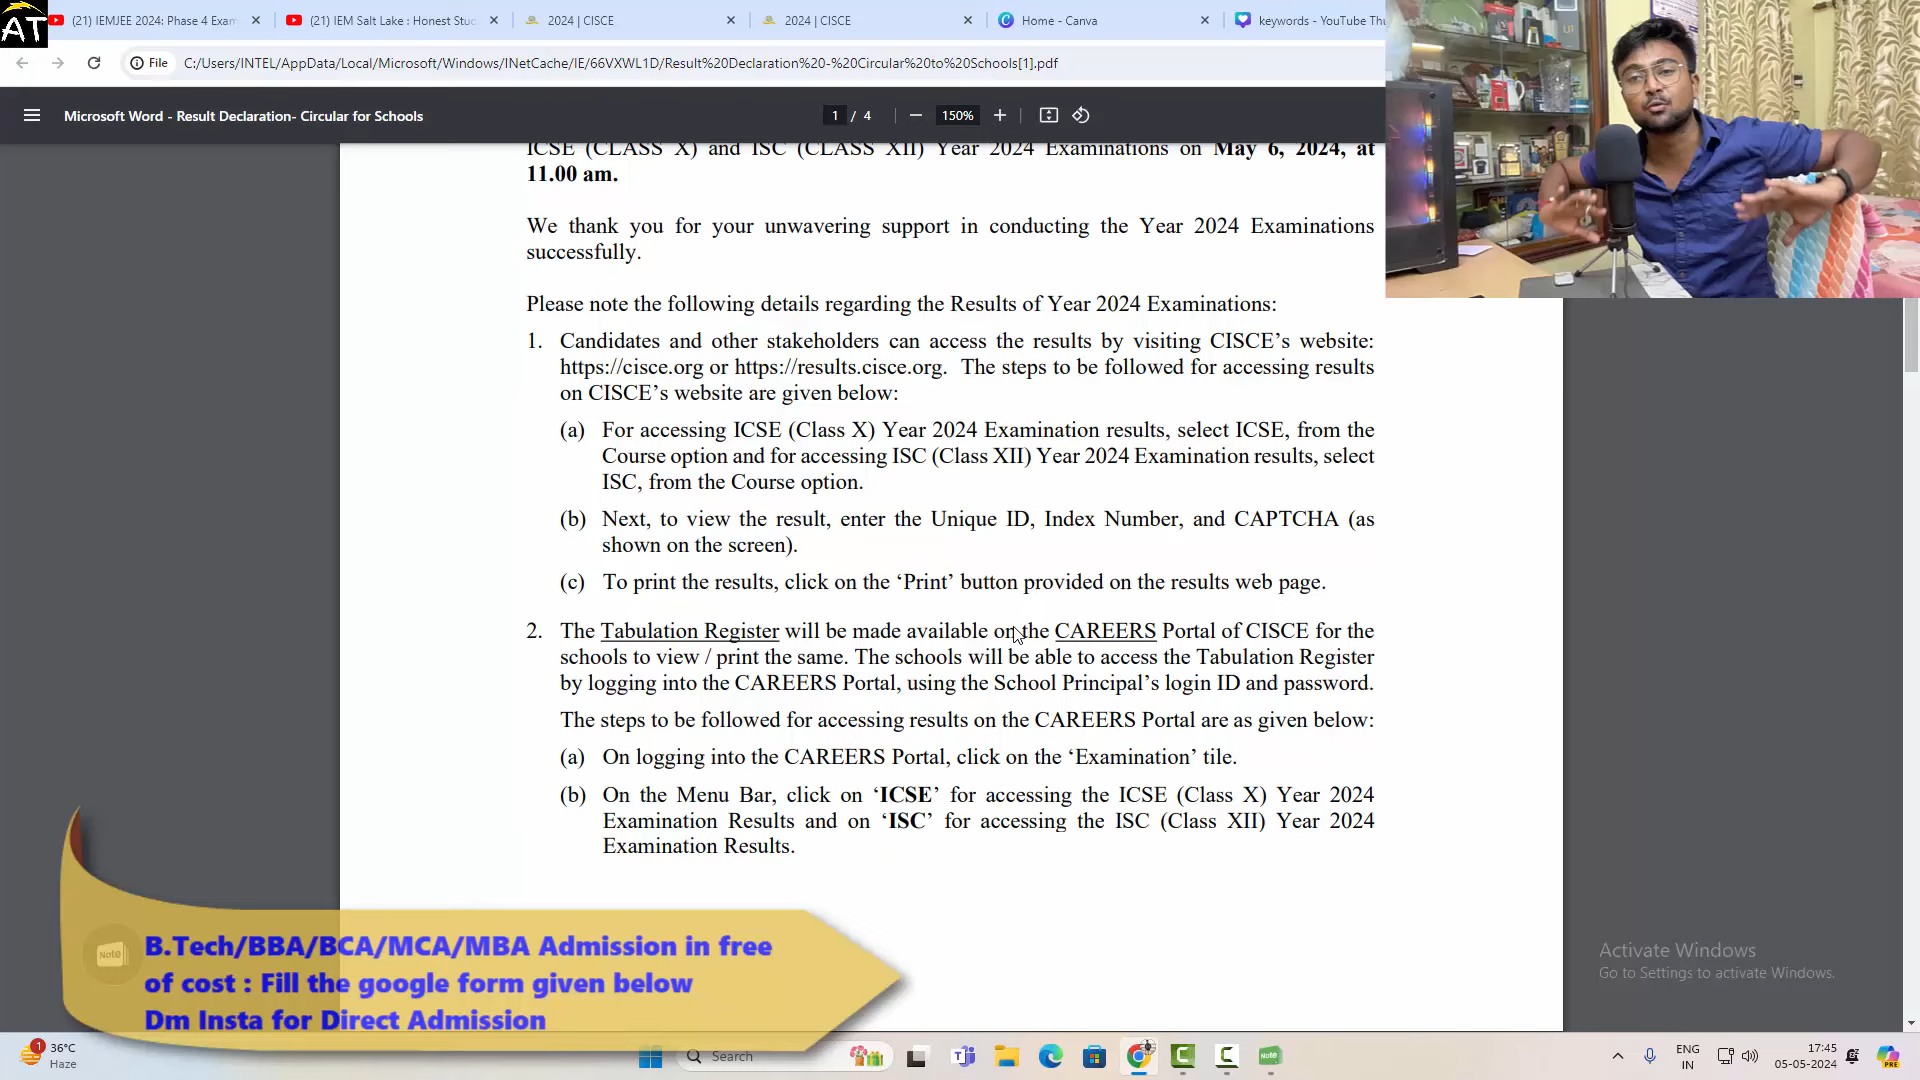 AT
(21) IEMJEE 2024: Phase 4 Exam
(21) IEM Salt Lake : Honest Stud
2024 | CISCE
2024 | CISCE
Home - Canva
keywords - YouTube Thu
File
C:/Users/INTEL/AppData/Local/Microsoft/Windows/INetCache/IE/66VXWL1D/Result%20Declaration%20-%20Circular%20to%20Schools[1].pdf
Microsoft Word - Result Declaration- Circular for Schools
1 / 4
150%
ICSE (CLASS X) and ISC (CLASS XII) Year 2024 Examinations on May 6, 2024, at
11.00 am.
We thank you for your unwavering support in conducting the Year 2024 Examinations
successfully.
Please note the following details regarding the Results of Year 2024 Examinations:
1. Candidates and other stakeholders can access the results by visiting CISCE’s website:
https://cisce.org or https://results.cisce.org. The steps to be followed for accessing results
on CISCE’s website are given below:
(a) For accessing ICSE (Class X) Year 2024 Examination results, select ICSE, from the
Course option and for accessing ISC (Class XII) Year 2024 Examination results, select
ISC, from the Course option.
(b) Next, to view the result, enter the Unique ID, Index Number, and CAPTCHA (as
shown on the screen).
(c) To print the results, click on the ‘Print’ button provided on the results web page.
2. The Tabulation Register will be made available on the CAREERS Portal of CISCE for the
schools to view / print the same. The schools will be able to access the Tabulation Register
by logging into the CAREERS Portal, using the School Principal’s login ID and password.
The steps to be followed for accessing results on the CAREERS Portal are as given below:
(a) On logging into the CAREERS Portal, click on the ‘Examination’ tile.
(b) On the Menu Bar, click on ‘ICSE’ for accessing the ICSE (Class X) Year 2024
Examination Results and on ‘ISC’ for accessing the ISC (Class XII) Year 2024
Examination Results.
Note
B.Tech/BBA/BCA/MCA/MBA Admission in free
of cost : Fill the google form given below
Dm Insta for Direct Admission
Activate Windows
Go to Settings to activate Windows.
1
36°C
Haze
Search
Note
ENG
IN
17:45
05-05-2024
PRE